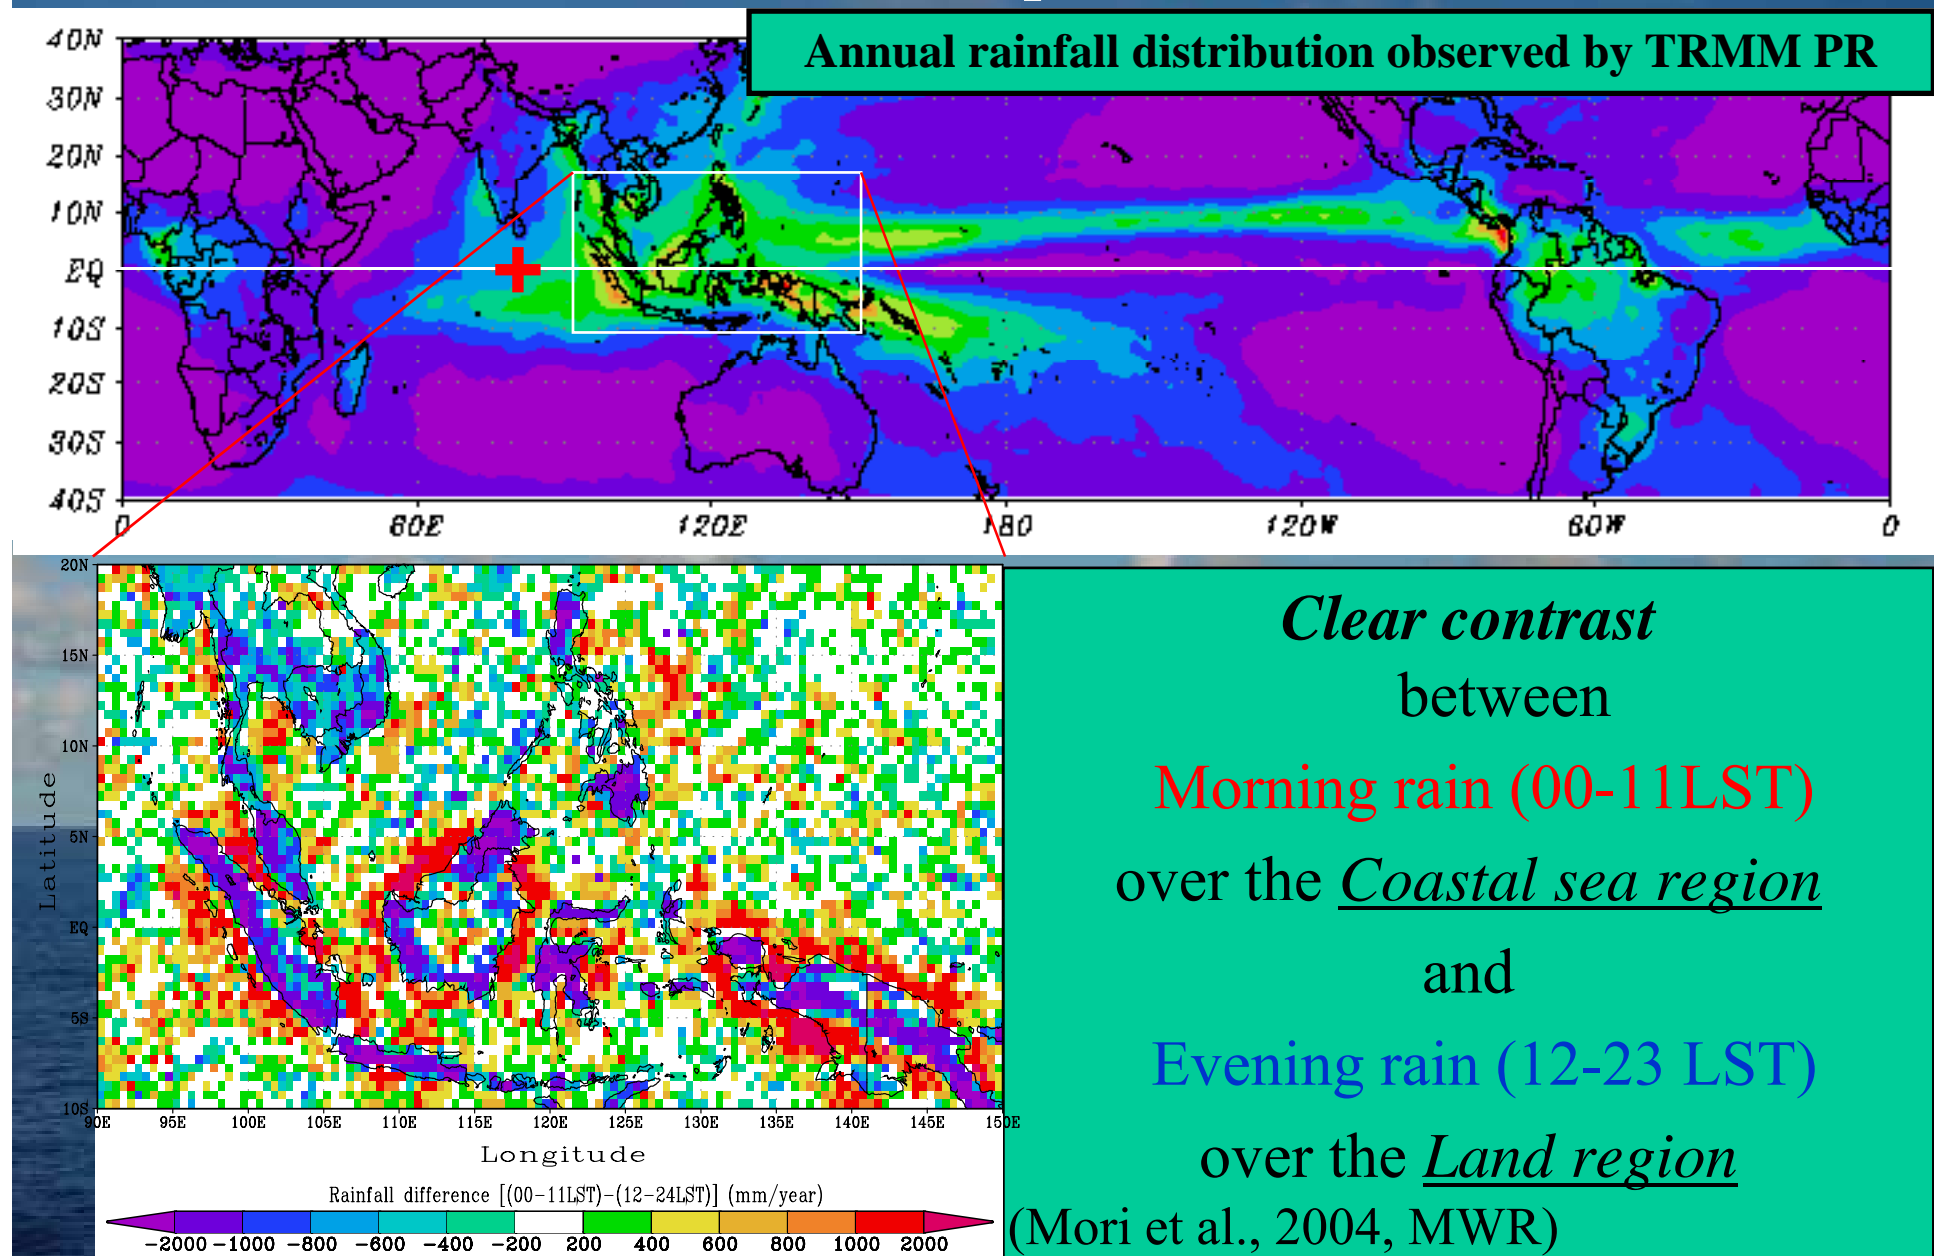 Annual rainfall distribution observed by TRMM PR
40N
30N
20N
10N
EQ
10S
20S
30S
40S
0 60E 120E 180 120W 60W 0
20N
15N
10N
5N
EQ
5S
10S
Latitude
90E 95E 100E 105E 110E 115E 120E 125E 130E 135E 140E 145E 150E
Longitude
Rainfall difference [(00-11LST)-(12-24LST)] (mm/year)
-2000 -1000 -800 -600 -400 -200 200 400 600 800 1000 2000
Clear contrast
between
Morning rain (00-11LST)
over the Coastal sea region
and
Evening rain (12-23 LST)
over the Land region
(Mori et al., 2004, MWR)